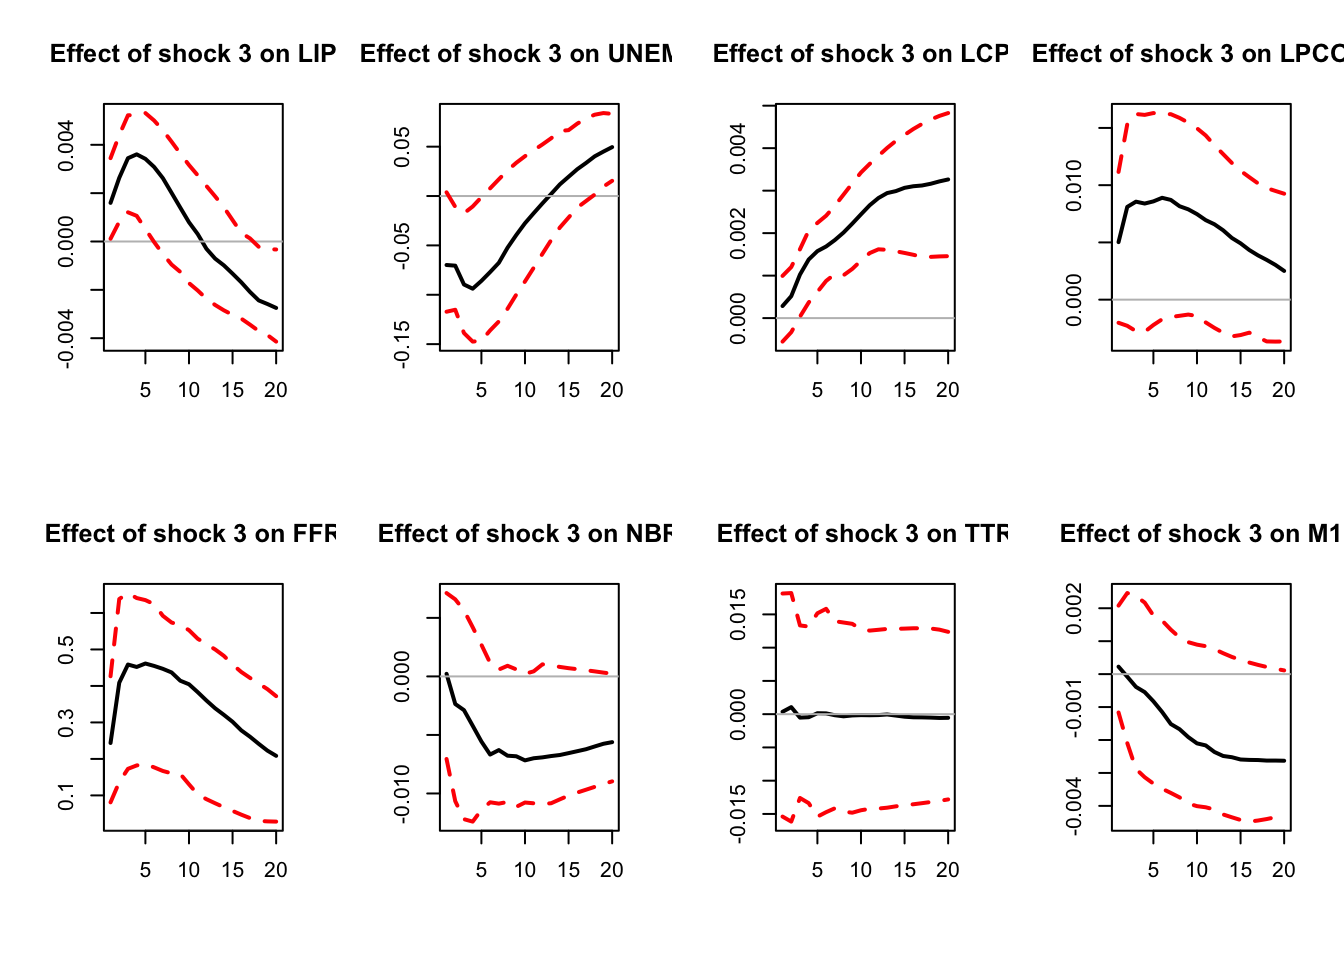 Effect of shock 3 on LIP
Effect of shock 3 on UNEM
Effect of shock 3 on LCP
Effect of shock 3 on LPCO
0.004
0.000
-0.004
5 10 15 20
0.05
-0.05
-0.15
5 10 15 20
0.004
0.002
0.000
5 10 15 20
0.010
0.000
5 10 15 20
Effect of shock 3 on FFR
Effect of shock 3 on NBR
Effect of shock 3 on TTR
Effect of shock 3 on M1
0.5
0.3
0.1
5 10 15 20
0.000
-0.010
5 10 15 20
0.015
0.000
-0.015
5 10 15 20
0.002
-0.001
-0.004
5 10 15 20